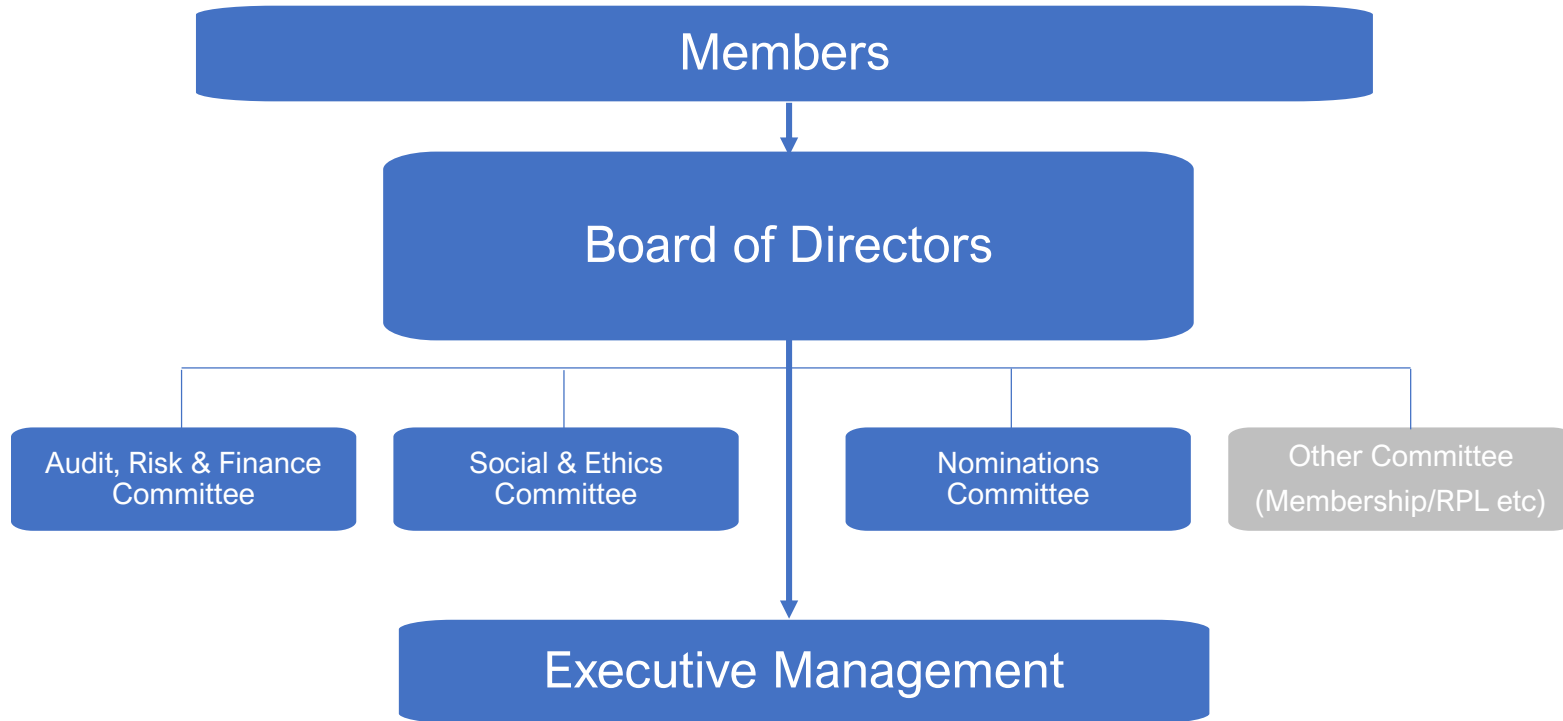 Members
Board of Directors
Audit, Risk & Finance
Committee
Social & Ethics
Committee
Nominations
Committee
Other Committee
(Membership/RPL etc)
Executive Management